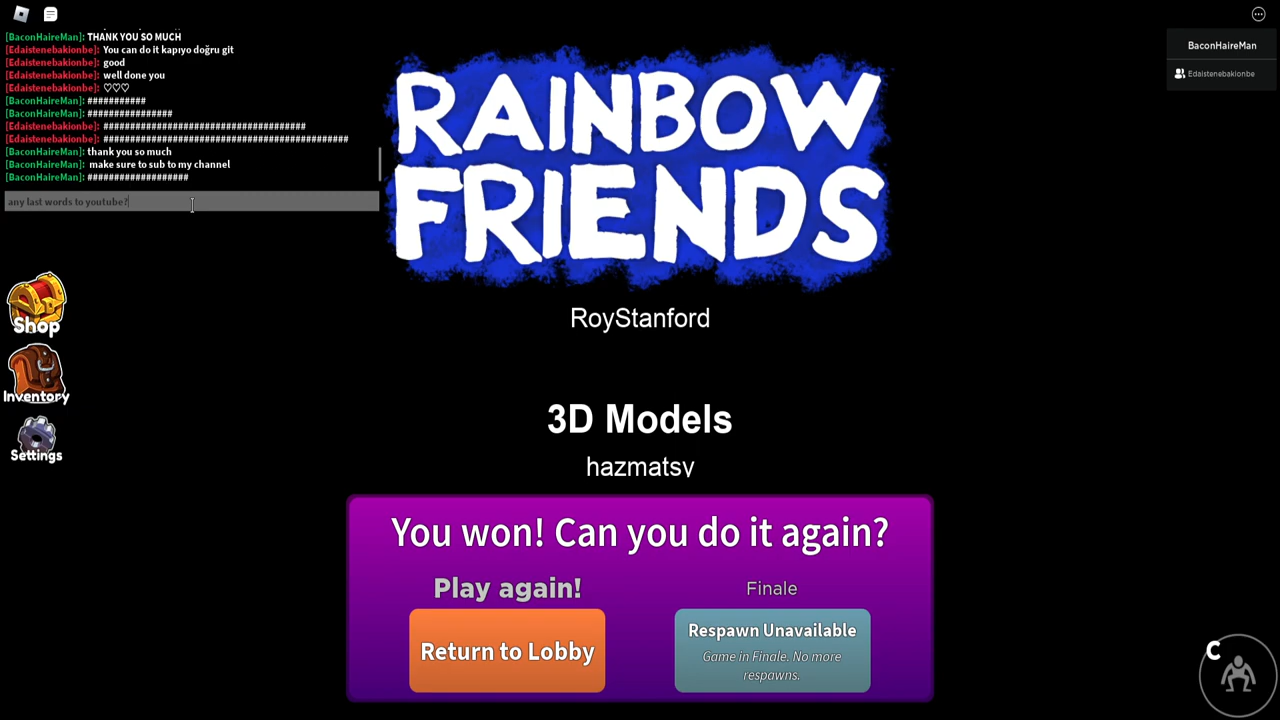 [BaconHaireMan]: THANK YOU SO MUCH
[Edaistenebakionbe]: You can do it kapıyo doğru git
[Edaistenebakionbe]: good
[Edaistenebakionbe]: well done you
[Edaistenebakionbe]: ♡♡♡
[BaconHaireMan]: ###########
[BaconHaireMan]: ################
[Edaistenebakionbe]: ######################################
[Edaistenebakionbe]: ##############################################
[BaconHaireMan]: thank you so much
[BaconHaireMan]: make sure to sub to my channel
[BaconHaireMan]: ###################
any last words to youtube?
BaconHaireMan
Edaistenebakionbe
RAINBOW
FRIENDS
RoyStanford
3D Models
hazmatsy
Shop
Inventory
Settings
You won! Can you do it again?
Play again!
Finale
Return to Lobby
Respawn Unavailable
Game in Finale. No more
respawns.
C